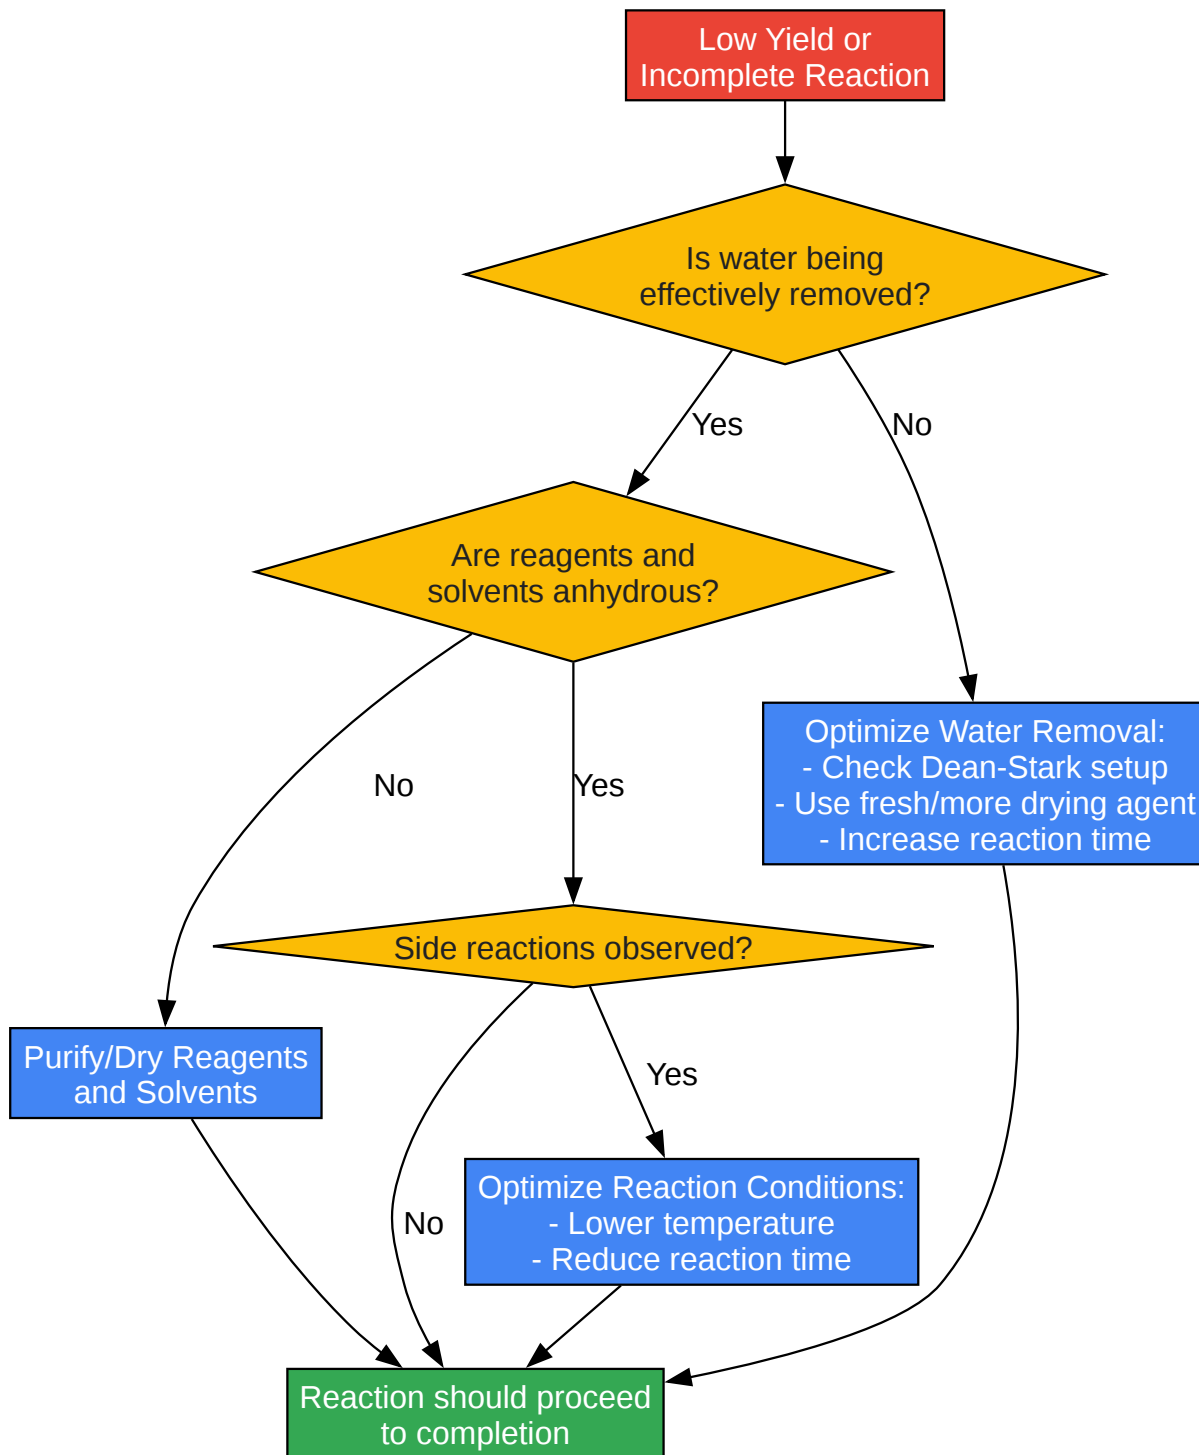 Low Yield or
Incomplete Reaction
Is water being
effectively removed?
Yes
No
Are reagents and
solvents anhydrous?
Optimize Water Removal:
- Check Dean-Stark setup
- Use fresh/more drying agent
- Increase reaction time
No
Yes
Side reactions observed?
Purify/Dry Reagents
and Solvents
Yes
Optimize Reaction Conditions:
- Lower temperature
- Reduce reaction time
No
Reaction should proceed
to completion